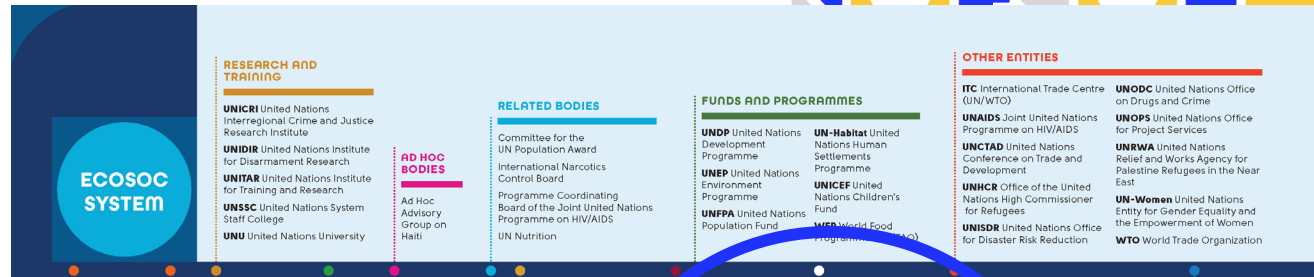 ECOSOC
SYSTEM
RESEARCH AND
TRAINING
UNICRI United Nations
Interregional Crime and Justice
Research Institute
UNIDIR United Nations Institute
for Disarmament Research
UNITAR United Nations Institute
for Training and Research
UNSSC United Nations System
Staff College
UNU United Nations University
AD HOC
BODIES
Ad Hoc
Advisory
Group on
Haiti
RELATED BODIES
Committee for the
UN Population Award
International Narcotics
Control Board
Programme Coordinating
Board of the Joint United Nations
Programme on HIV/AIDS
UN Nutrition
FUNDS AND PROGRAMMES
UNDP United Nations
Development
Programme
UNEP United Nations
Environment
Programme
UNFPA United Nations
Population Fund
UN-Habitat United
Nations Human
Settlements
Programme
UNICEF United
Nations Children's
Fund
WFP World Food
Programme
OTHER ENTITIES
ITC International Trade Centre
(UN/WTO)
UNAIDS Joint United Nations
Programme on HIV/AIDS
UNCTAD United Nations
Conference on Trade and
Development
UNHCR Office of the United
Nations High Commissioner
for Refugees
UNISDR United Nations Office
for Disaster Risk Reduction
UNODC United Nations Office
on Drugs and Crime
UNOPS United Nations Office
for Project Services
UNRWA United Nations
Relief and Works Agency for
Palestine Refugees in the Near
East
UN-Women United Nations
Entity for Gender Equality and
the Empowerment of Women
WTO World Trade Organization